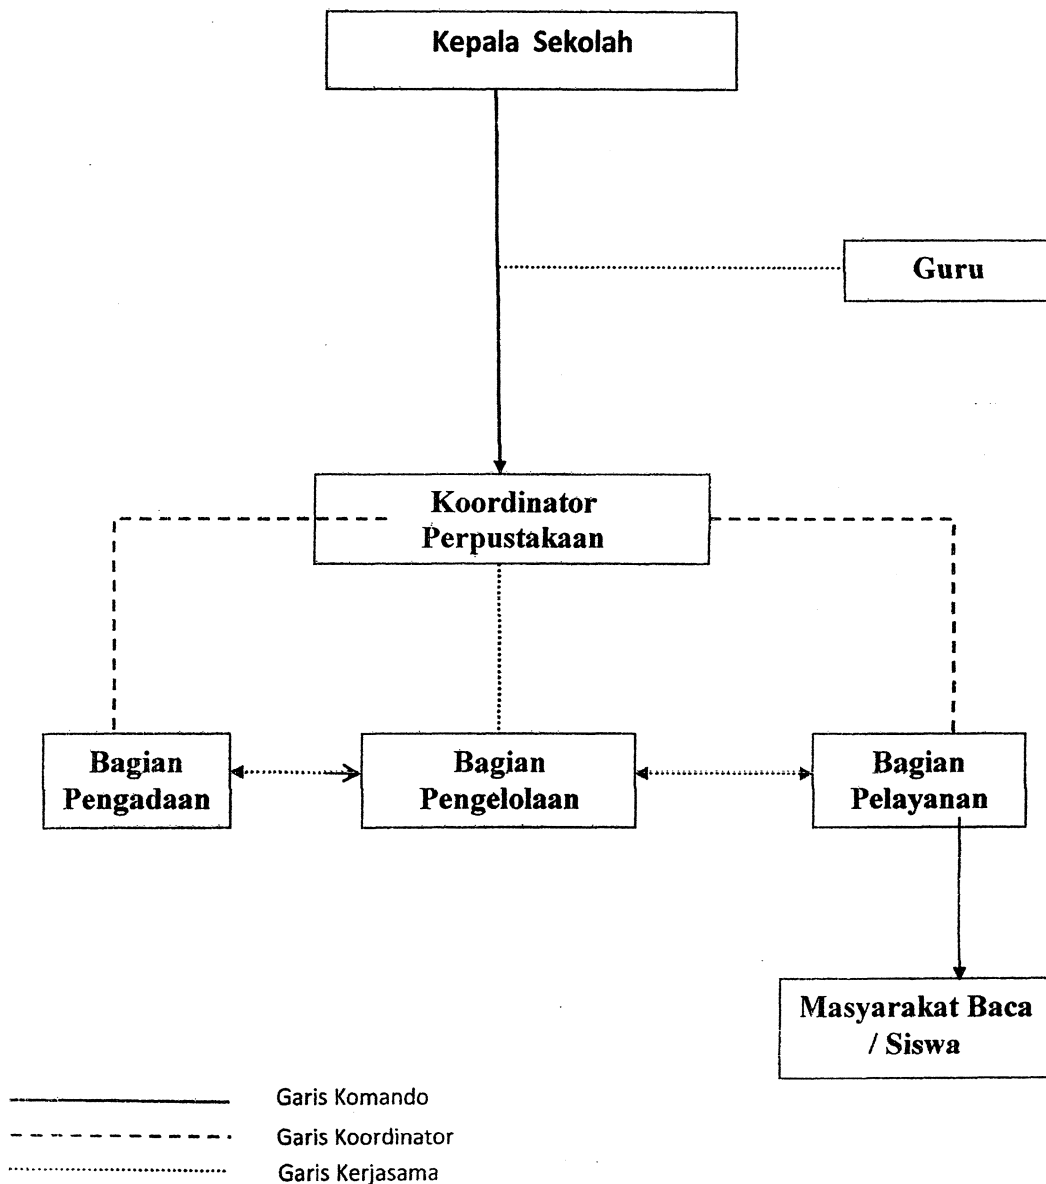 Kepala Sekolah
Guru
Koordinator
Perpustakaan
Bagian
Pengadaan
Bagian
Pengelolaan
Bagian
Pelayanan
Masyarakat Baca
/ Siswa
Garis Komando
Garis Koordinator
Garis Kerjasama